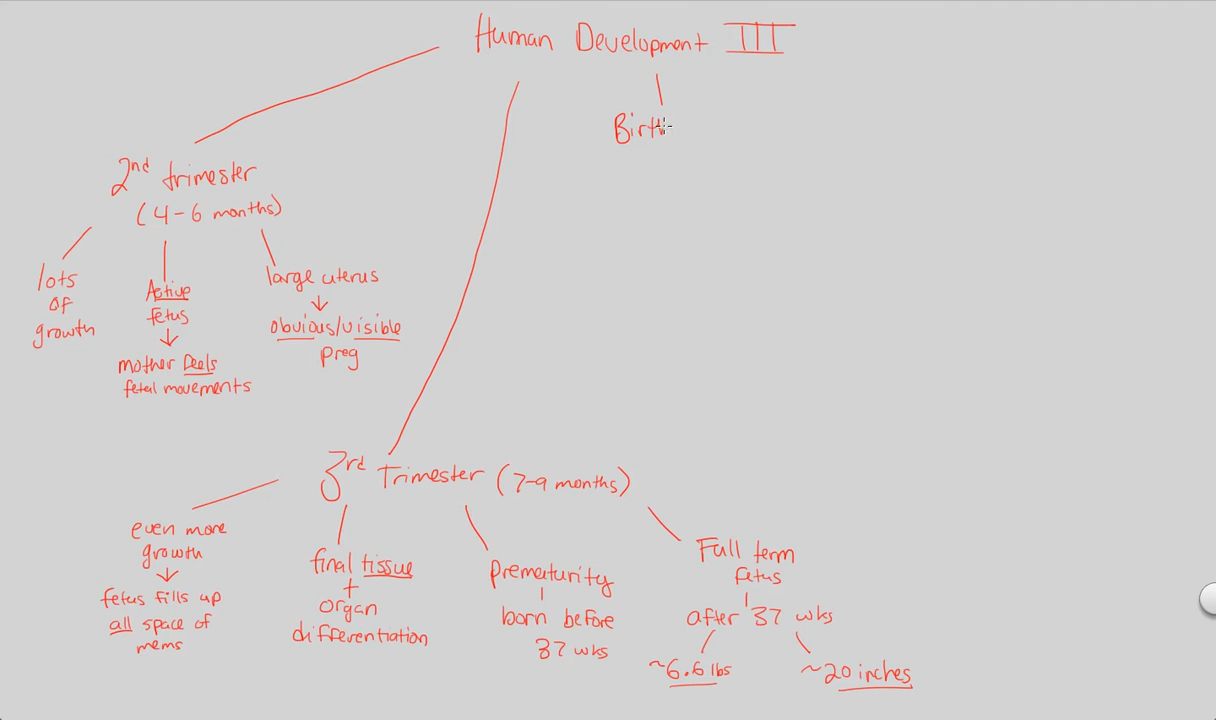 Human Development III
Birth
2nd trimester
(4-6 months)
lots
of
growth
Active
fetus
mother feels
fetal movements
large uterus
obvious/visible
preg
3rd Trimester (7-9 months)
even more
growth
fetus fills up
all space of
mems
final tissue
+
organ
differentiation
Prematurity
born before
37 wks
Full term
fetus
after 37 wks
~6.6 lbs
~20 inches